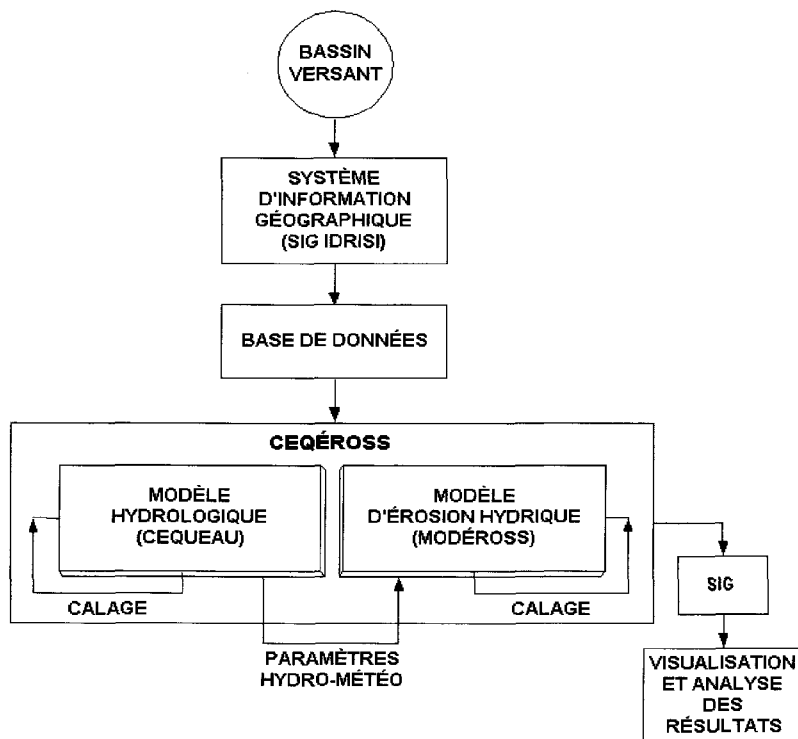 BASSIN
VERSANT
SYSTÈME
D'INFORMATION
GÉOGRAPHIQUE
(SIG IDRISI)
BASE DE DONNÉES
CEQÉROSS
MODÈLE
HYDROLOGIQUE
(CEQUEAU)
MODÈLE
D'ÉROSION HYDRIQUE
(MODÉROSS)
CALAGE
CALAGE
PARAMÈTRES
HYDRO-MÉTÉO
SIG
VISUALISATION
ET ANALYSE
DES
RÉSULTATS